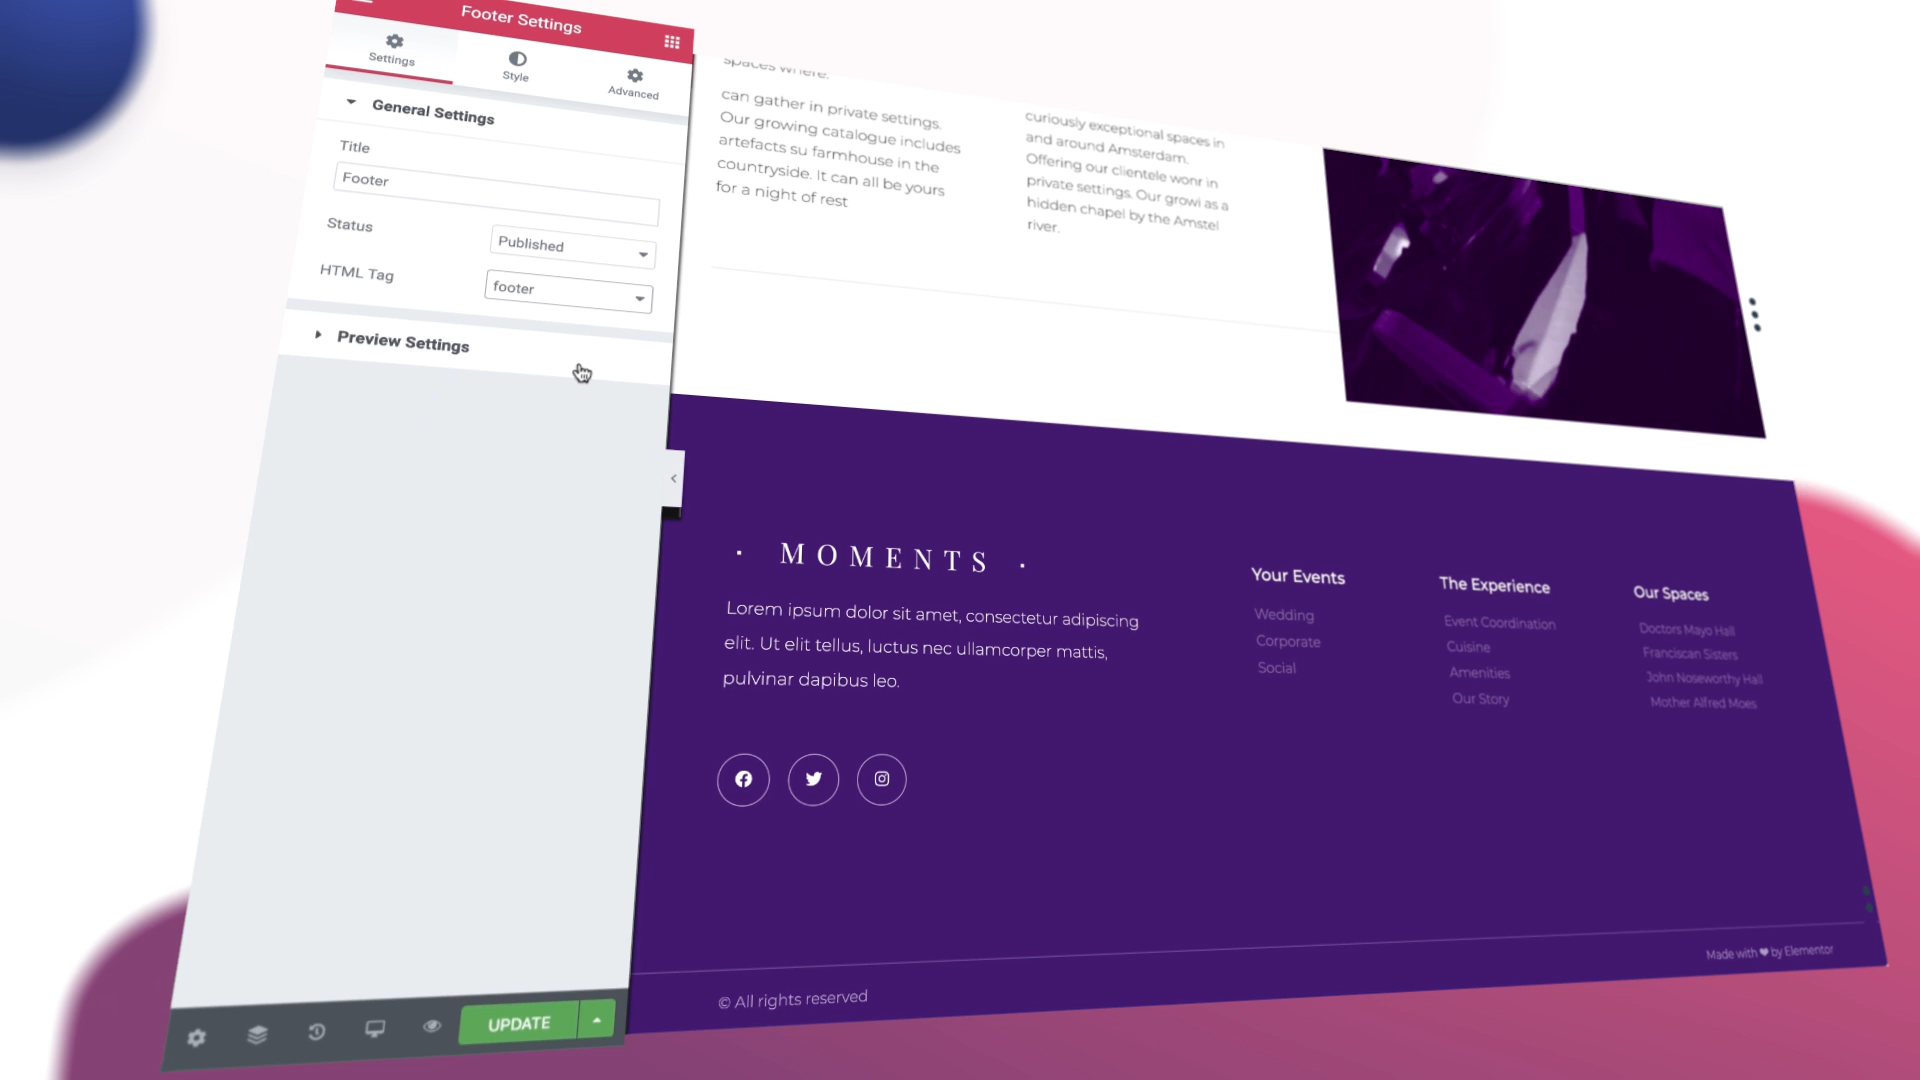 Footer Settings
Settings
Style
Advanced
General Settings
Title
Footer
Status
Published
HTML Tag
footer
Preview Settings
UPDATE
spaces where.
can gather in private settings.
Our growing catalogue includes
artefacts su farmhouse in the
countryside. It can all be yours
for a night of rest
curiously exceptional spaces in
and around Amsterdam.
Offering our clientele wonr in
private settings. Our growi as a
hidden chapel by the Amstel
river.
· MOMENTS ·
Lorem ipsum dolor sit amet, consectetur adipiscing
elit. Ut elit tellus, luctus nec ullamcorper mattis,
pulvinar dapibus leo.
Your Events
Wedding
Corporate
Social
The Experience
Event Coordination
Cuisine
Amenities
Our Story
Our Spaces
Doctors Mayo Hall
Franciscan Sisters
John Noseworthy Hall
Mother Alfred Moes
© All rights reserved
Made with ❤ by Elementor